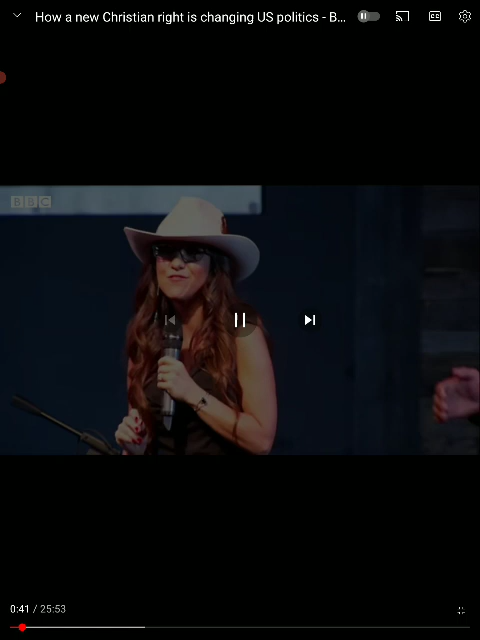 How a new Christian right is changing US politics - B...
BBC
0:41 / 25:53